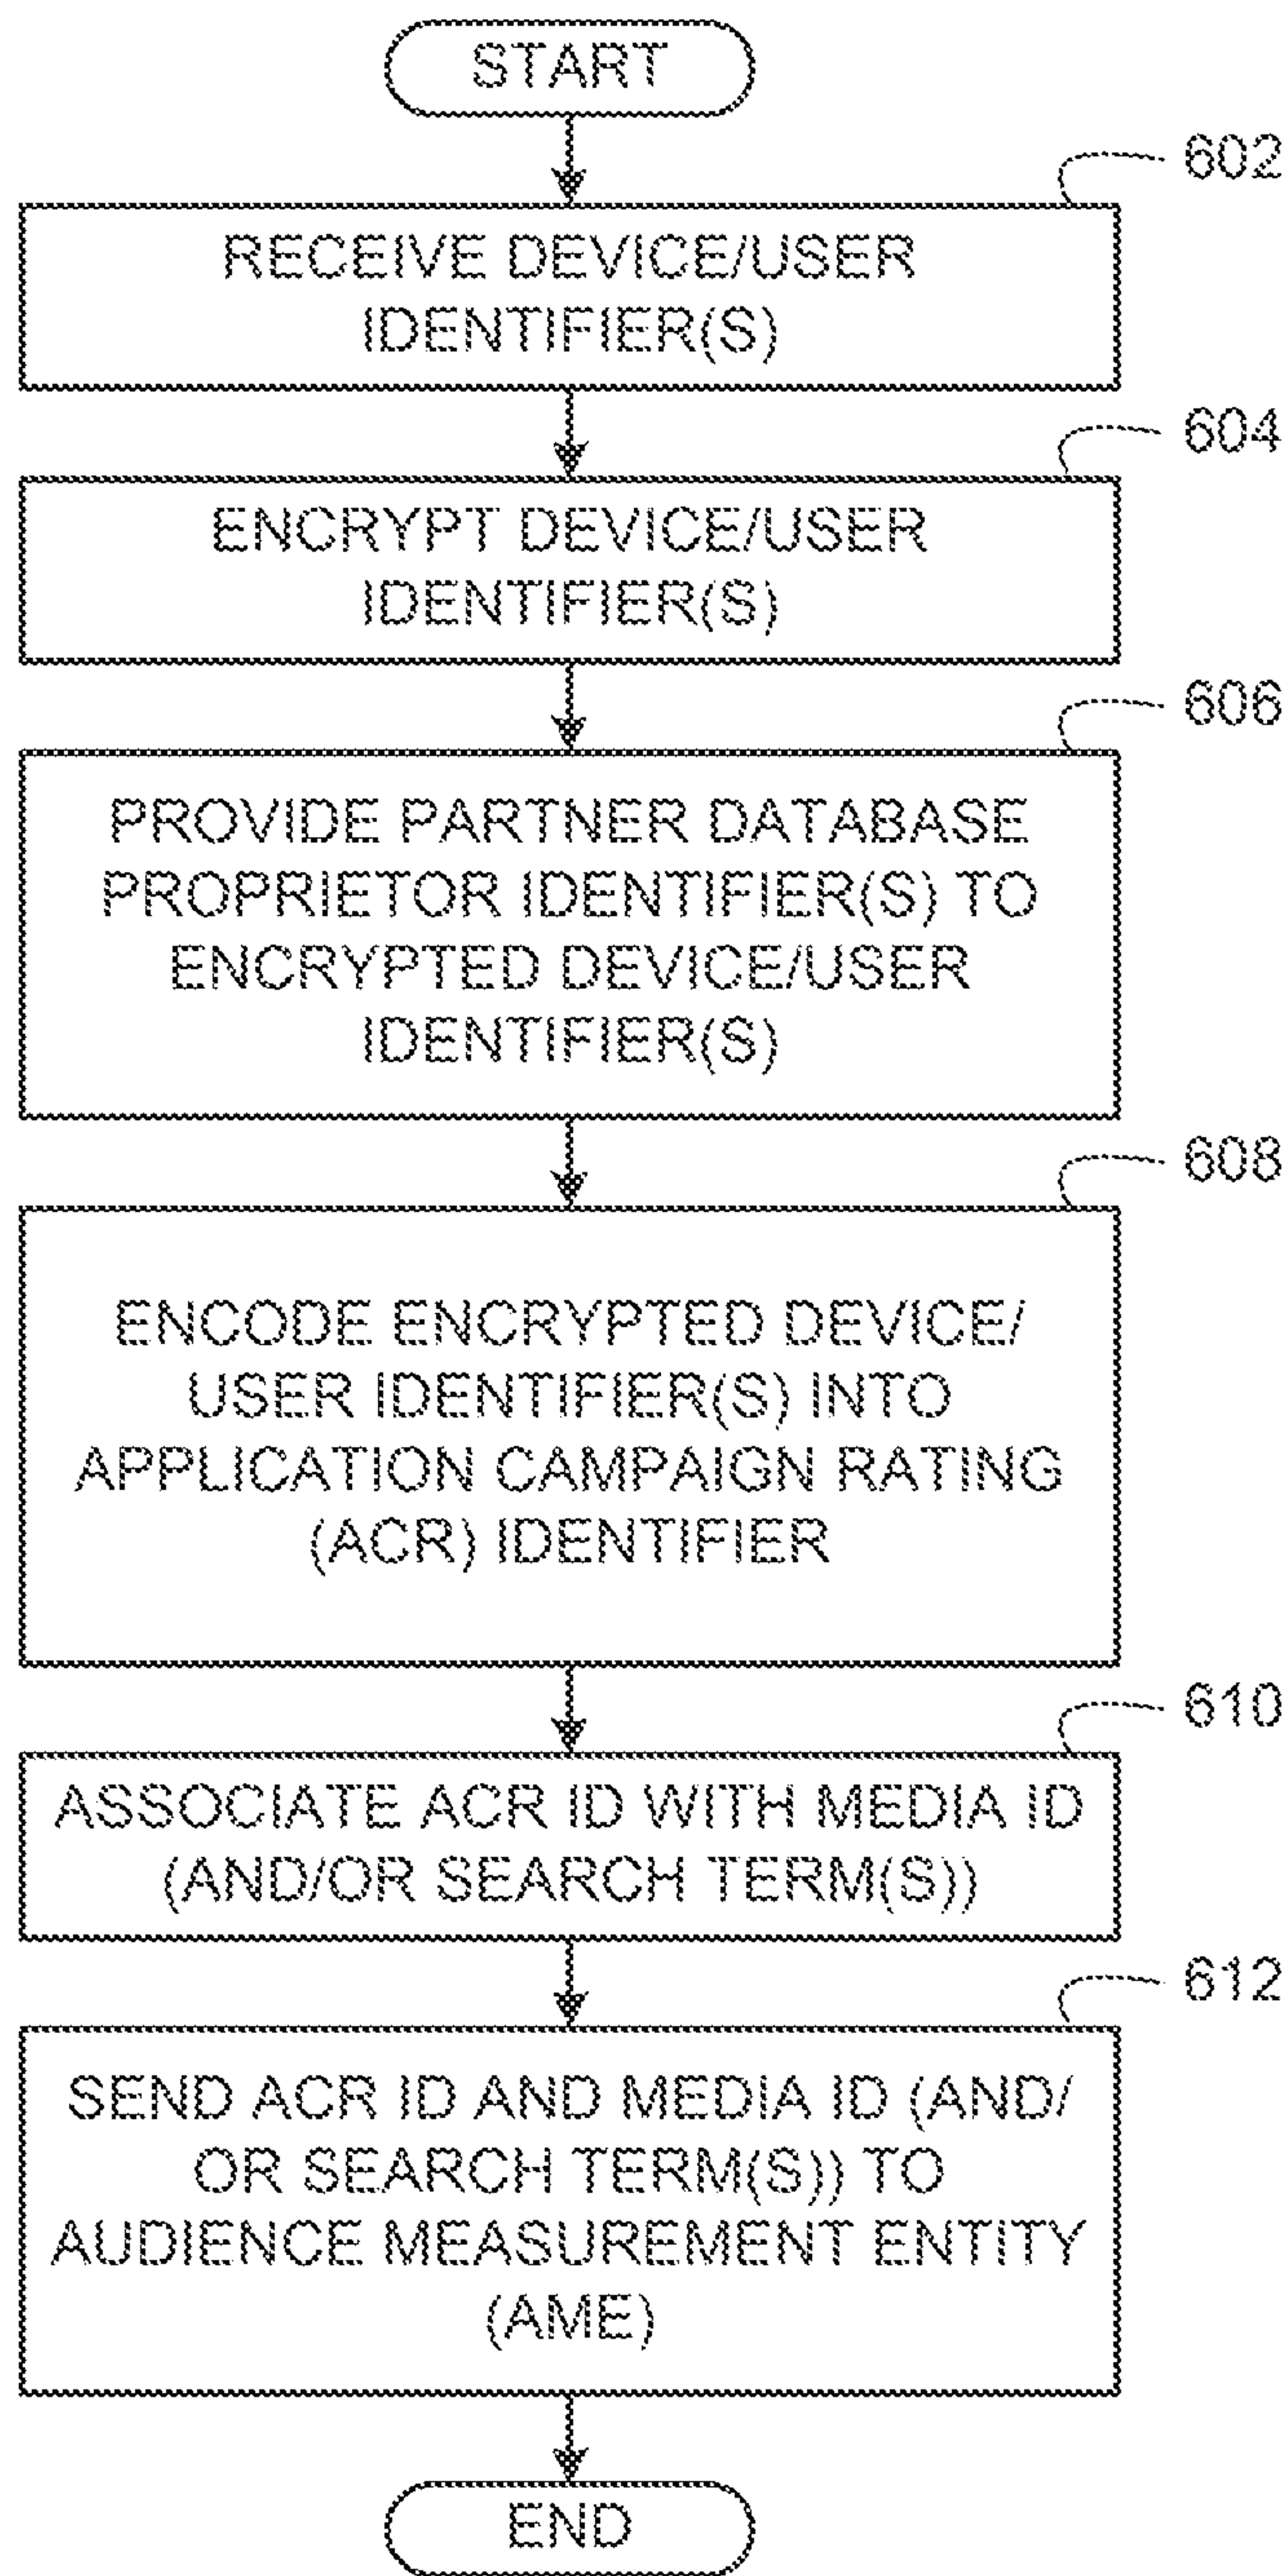 START
602
RECEIVE DEVICE/USER
IDENTIFIER(S)
604
ENCRYPT DEVICE/USER
IDENTIFIER(S)
606
PROVIDE PARTNER DATABASE
PROPRIETOR IDENTIFIER(S) TO
ENCRYPTED DEVICE/USER
IDENTIFIER(S)
608
ENCODE ENCRYPTED DEVICE/
USER IDENTIFIER(S) INTO
APPLICATION CAMPAIGN RATING
(ACR) IDENTIFIER
610
ASSOCIATE ACR ID WITH MEDIA ID
(AND/OR SEARCH TERM(S))
612
SEND ACR ID AND MEDIA ID (AND/
OR SEARCH TERM(S)) TO
AUDIENCE MEASUREMENT ENTITY
(AME)
END